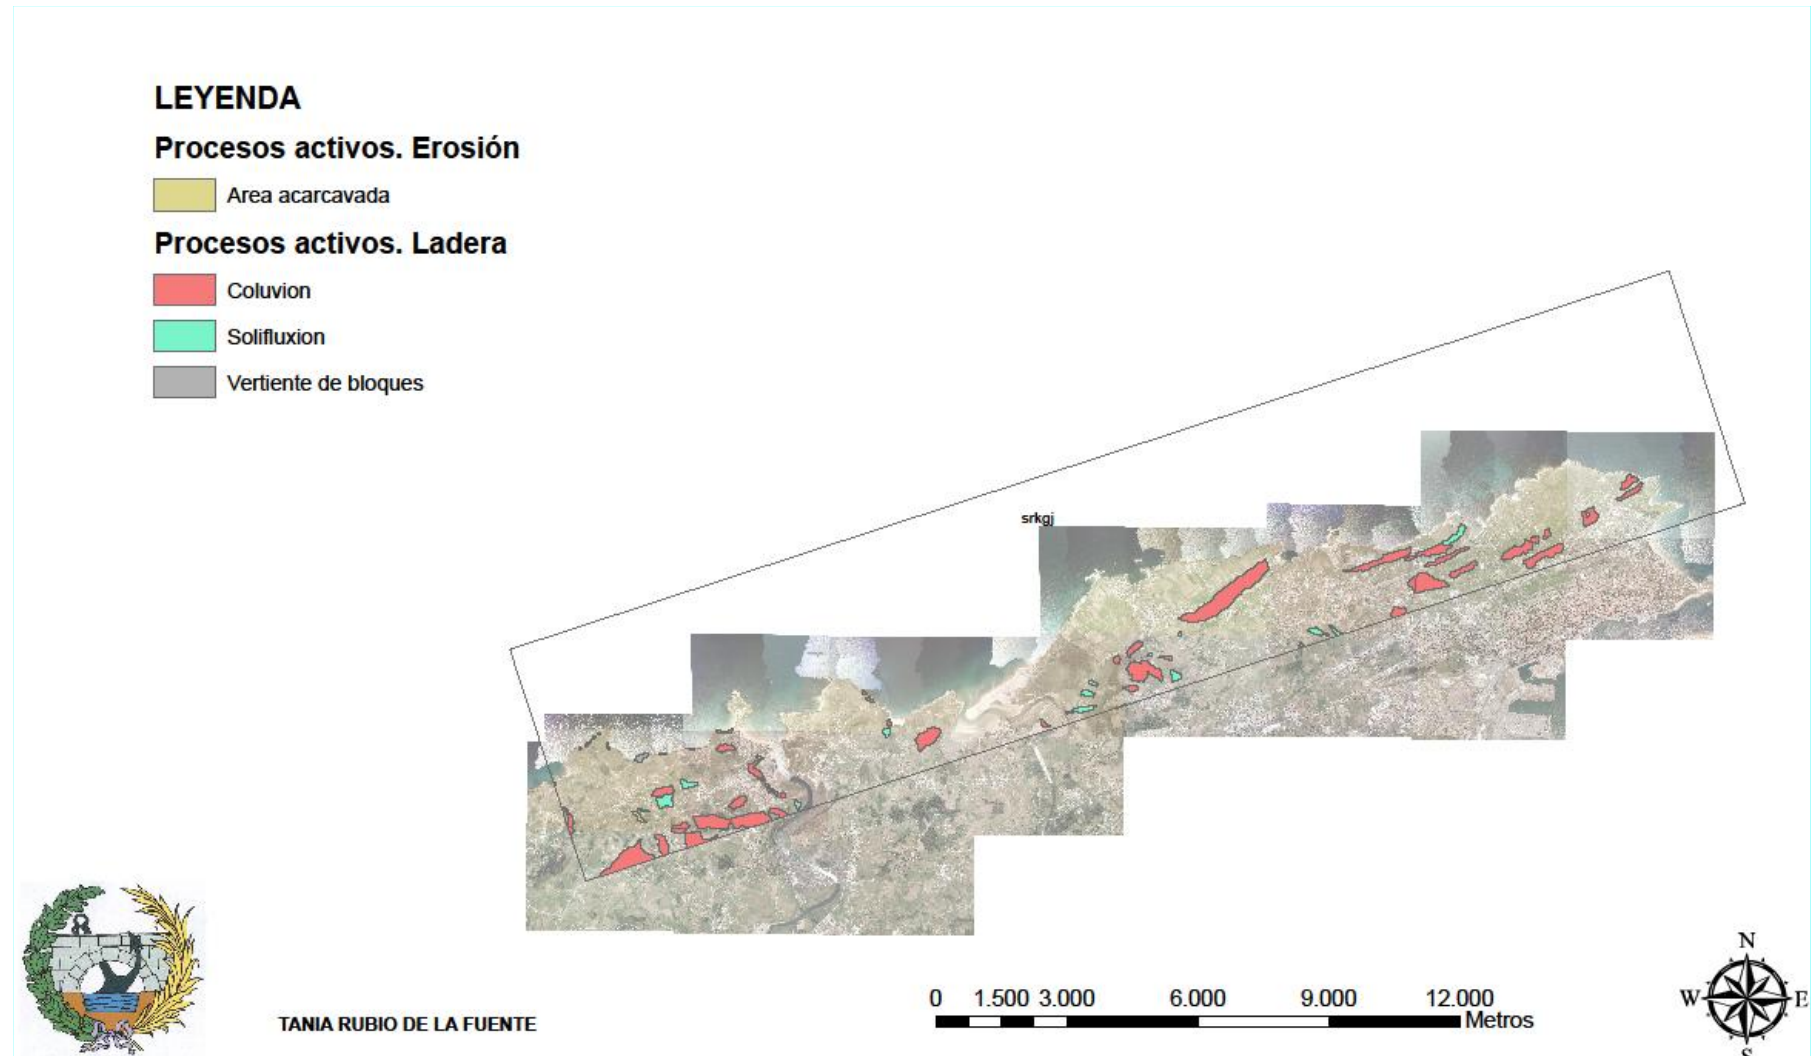 LEYENDA
Procesos activos. Erosión
Area acarcavada
Procesos activos. Ladera
Coluvion
Solifluxion
Vertiente de bloques
srkgj
TANIA RUBIO DE LA FUENTE
0 1.500 3.000 6.000 9.000 12.000
Metros
N
W E
S